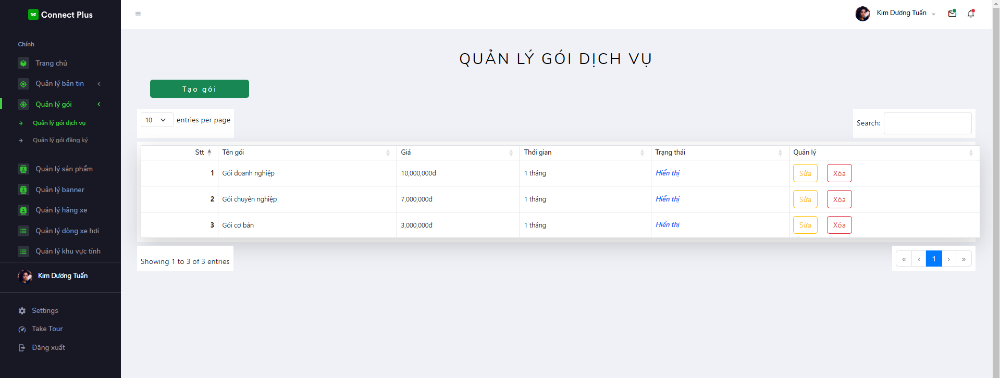 Connect Plus
Kim Dương Tuấn
Chính
Trang chủ
Quản lý bản tin
Quản lý gói
Quản lý gói dịch vụ
Quản lý gói đăng ký
Quản lý sản phẩm
Quản lý banner
Quản lý hãng xe
Quản lý dòng xe hơi
Quản lý khu vực tỉnh
Kim Dương Tuấn
Settings
Take Tour
Đăng xuất
QUẢN LÝ GÓI DỊCH VỤ
Tạo gói
10 entries per page
Search:
Stt Tên gói Giá Thời gian Trạng thái Quản lý
1 Gói doanh nghiệp 10,000,000đ 1 tháng Hiển thị Sửa Xóa
2 Gói chuyên nghiệp 7,000,000đ 1 tháng Hiển thị Sửa Xóa
3 Gói cơ bản 3,000,000đ 1 tháng Hiển thị Sửa Xóa
Showing 1 to 3 of 3 entries
« ‹ 1 › »